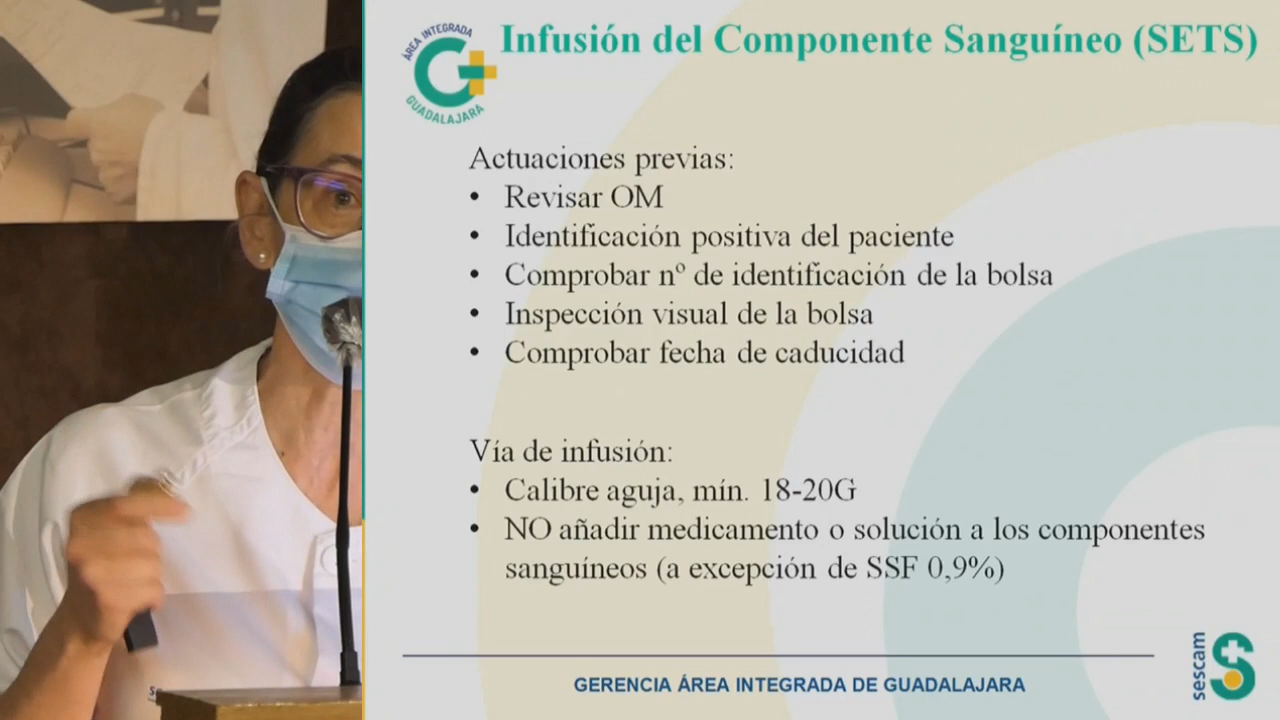 ÁREA INTEGRADA
GUADALAJARA
Infusión del Componente Sanguíneo (SETS)
Actuaciones previas:
• Revisar OM
• Identificación positiva del paciente
• Comprobar nº de identificación de la bolsa
• Inspección visual de la bolsa
• Comprobar fecha de caducidad
Vía de infusión:
• Calibre aguja, mín. 18-20G
• NO añadir medicamento o solución a los componentes
sanguíneos (a excepción de SSF 0,9%)
sescam
GERENCIA ÁREA INTEGRADA DE GUADALAJARA